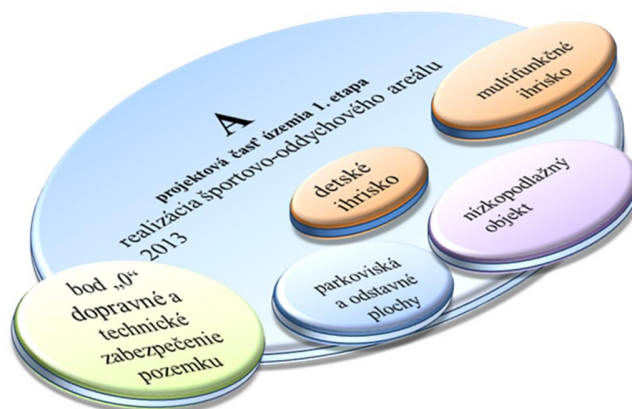 A
projektová časť územia 1. etapa
realizácia športovo-oddychového areálu
2013
multifunkčné
ihrisko
detské
ihrisko
nízkopodlažný
objekt
parkoviská
a odstavné
plochy
bod „0“
dopravné a
technické
zabezpečenie
pozemku